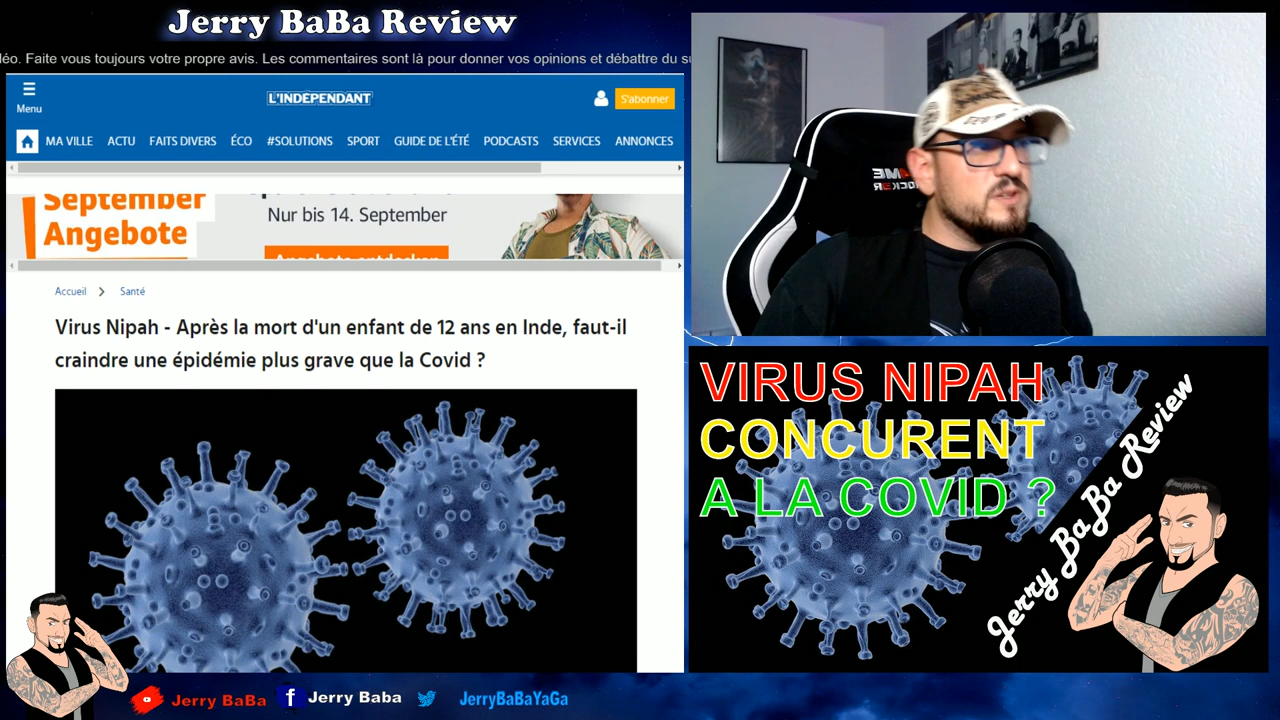 Jerry BaBa Review
déo. Faite vous toujours votre propre avis. Les commentaires sont là pour donner vos opinions et débattre du su
Menu
L'INDEPENDANT
S'abonner
MA VILLE ACTU FAITS DIVERS ÉCO #SOLUTIONS SPORT GUIDE DE L'ÉTÉ PODCASTS SERVICES ANNONCES
September
Angebote
Nur bis 14. September
Angebote entdecken
Accueil > Santé
Virus Nipah - Après la mort d'un enfant de 12 ans en Inde, faut-il
craindre une épidémie plus grave que la Covid ?
VIRUS NIPAH
CONCURENT
A LA COVID ?
Jerry BaBa Review
Jerry BaBa
f Jerry Baba
JerryBaBaYaGa